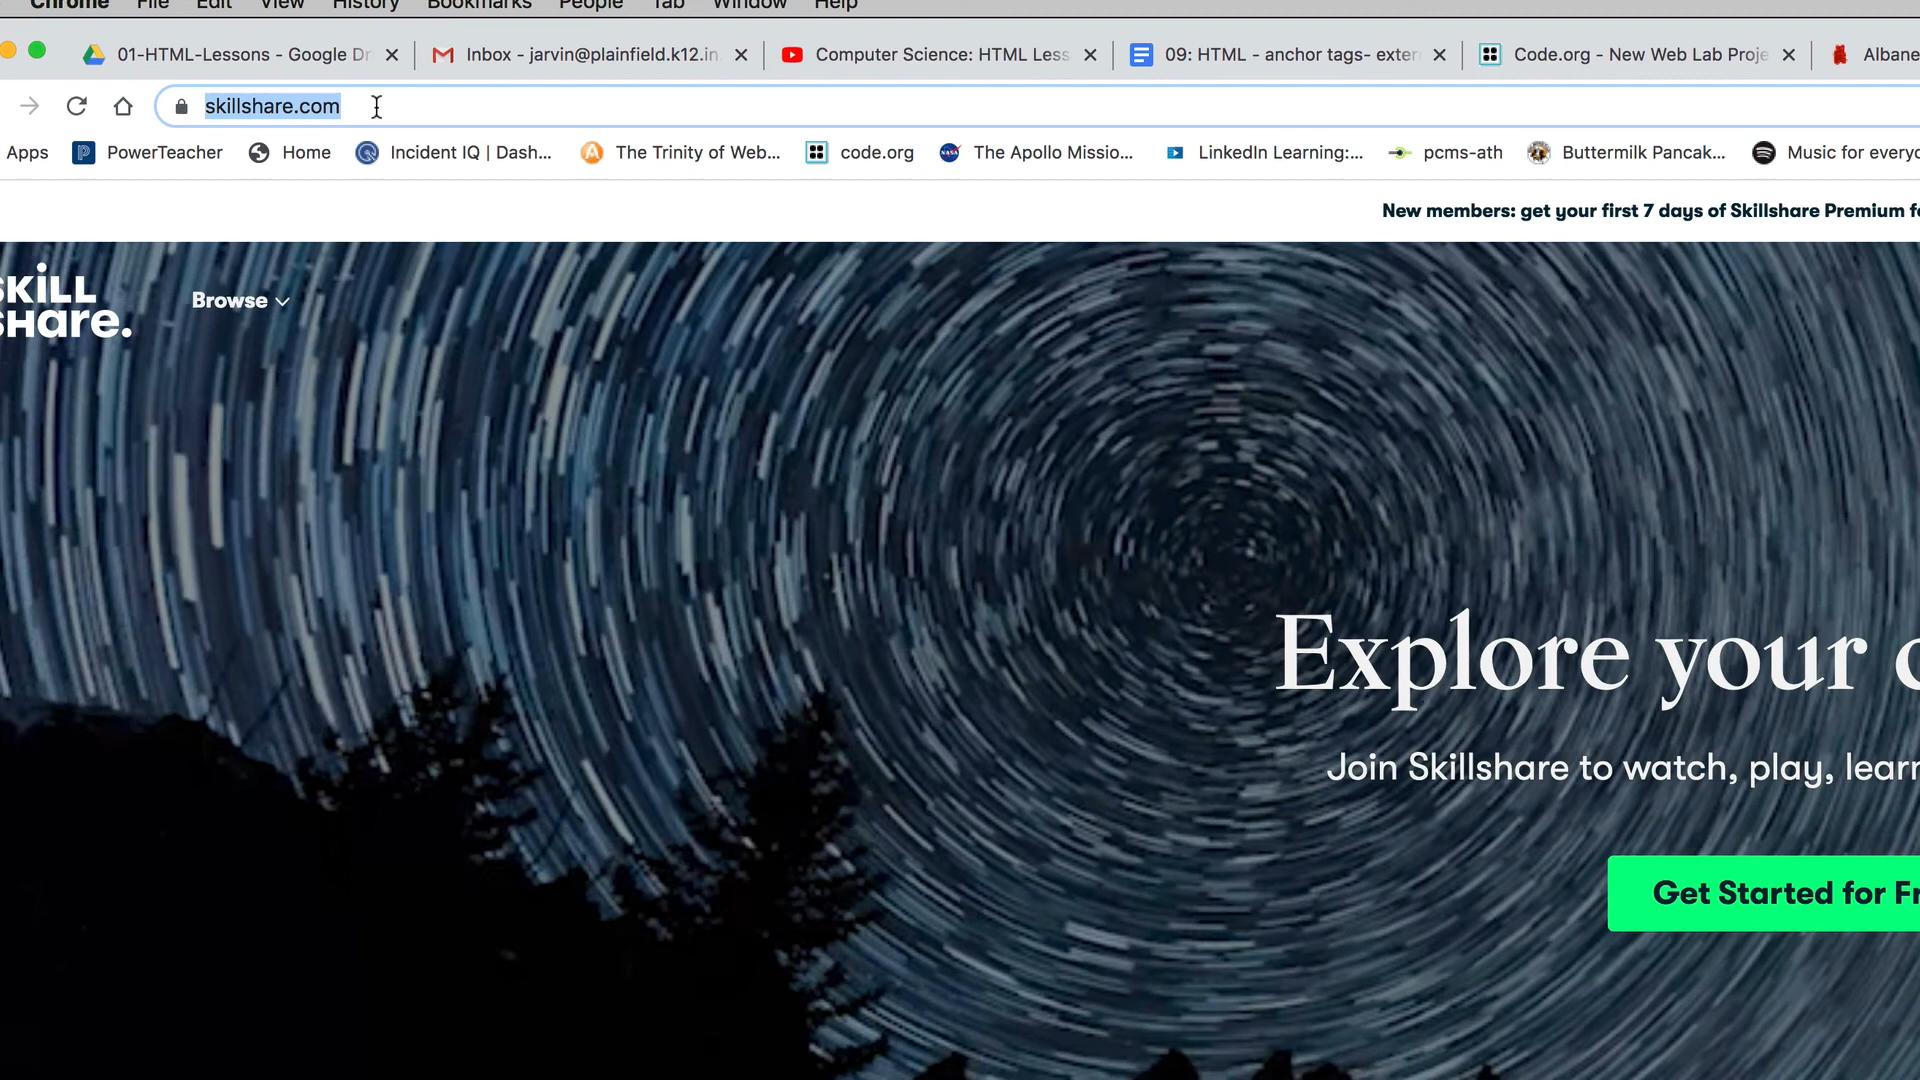 Chrome File Edit View History Bookmarks People Tab Window Help
01-HTML-Lessons - Google Dr
Inbox - jarvin@plainfield.k12.in.
Computer Science: HTML Less
09: HTML - anchor tags- exter
Code.org - New Web Lab Proje
Albane
skillshare.com
Apps
PowerTeacher
Home
Incident IQ | Dash...
The Trinity of Web...
code.org
The Apollo Missio...
LinkedIn Learning:...
pcms-ath
Buttermilk Pancak...
Music for everyo
New members: get your first 7 days of Skillshare Premium f
SKiLL
SHare.
Browse
Explore your c
Join Skillshare to watch, play, learn
Get Started for Fr